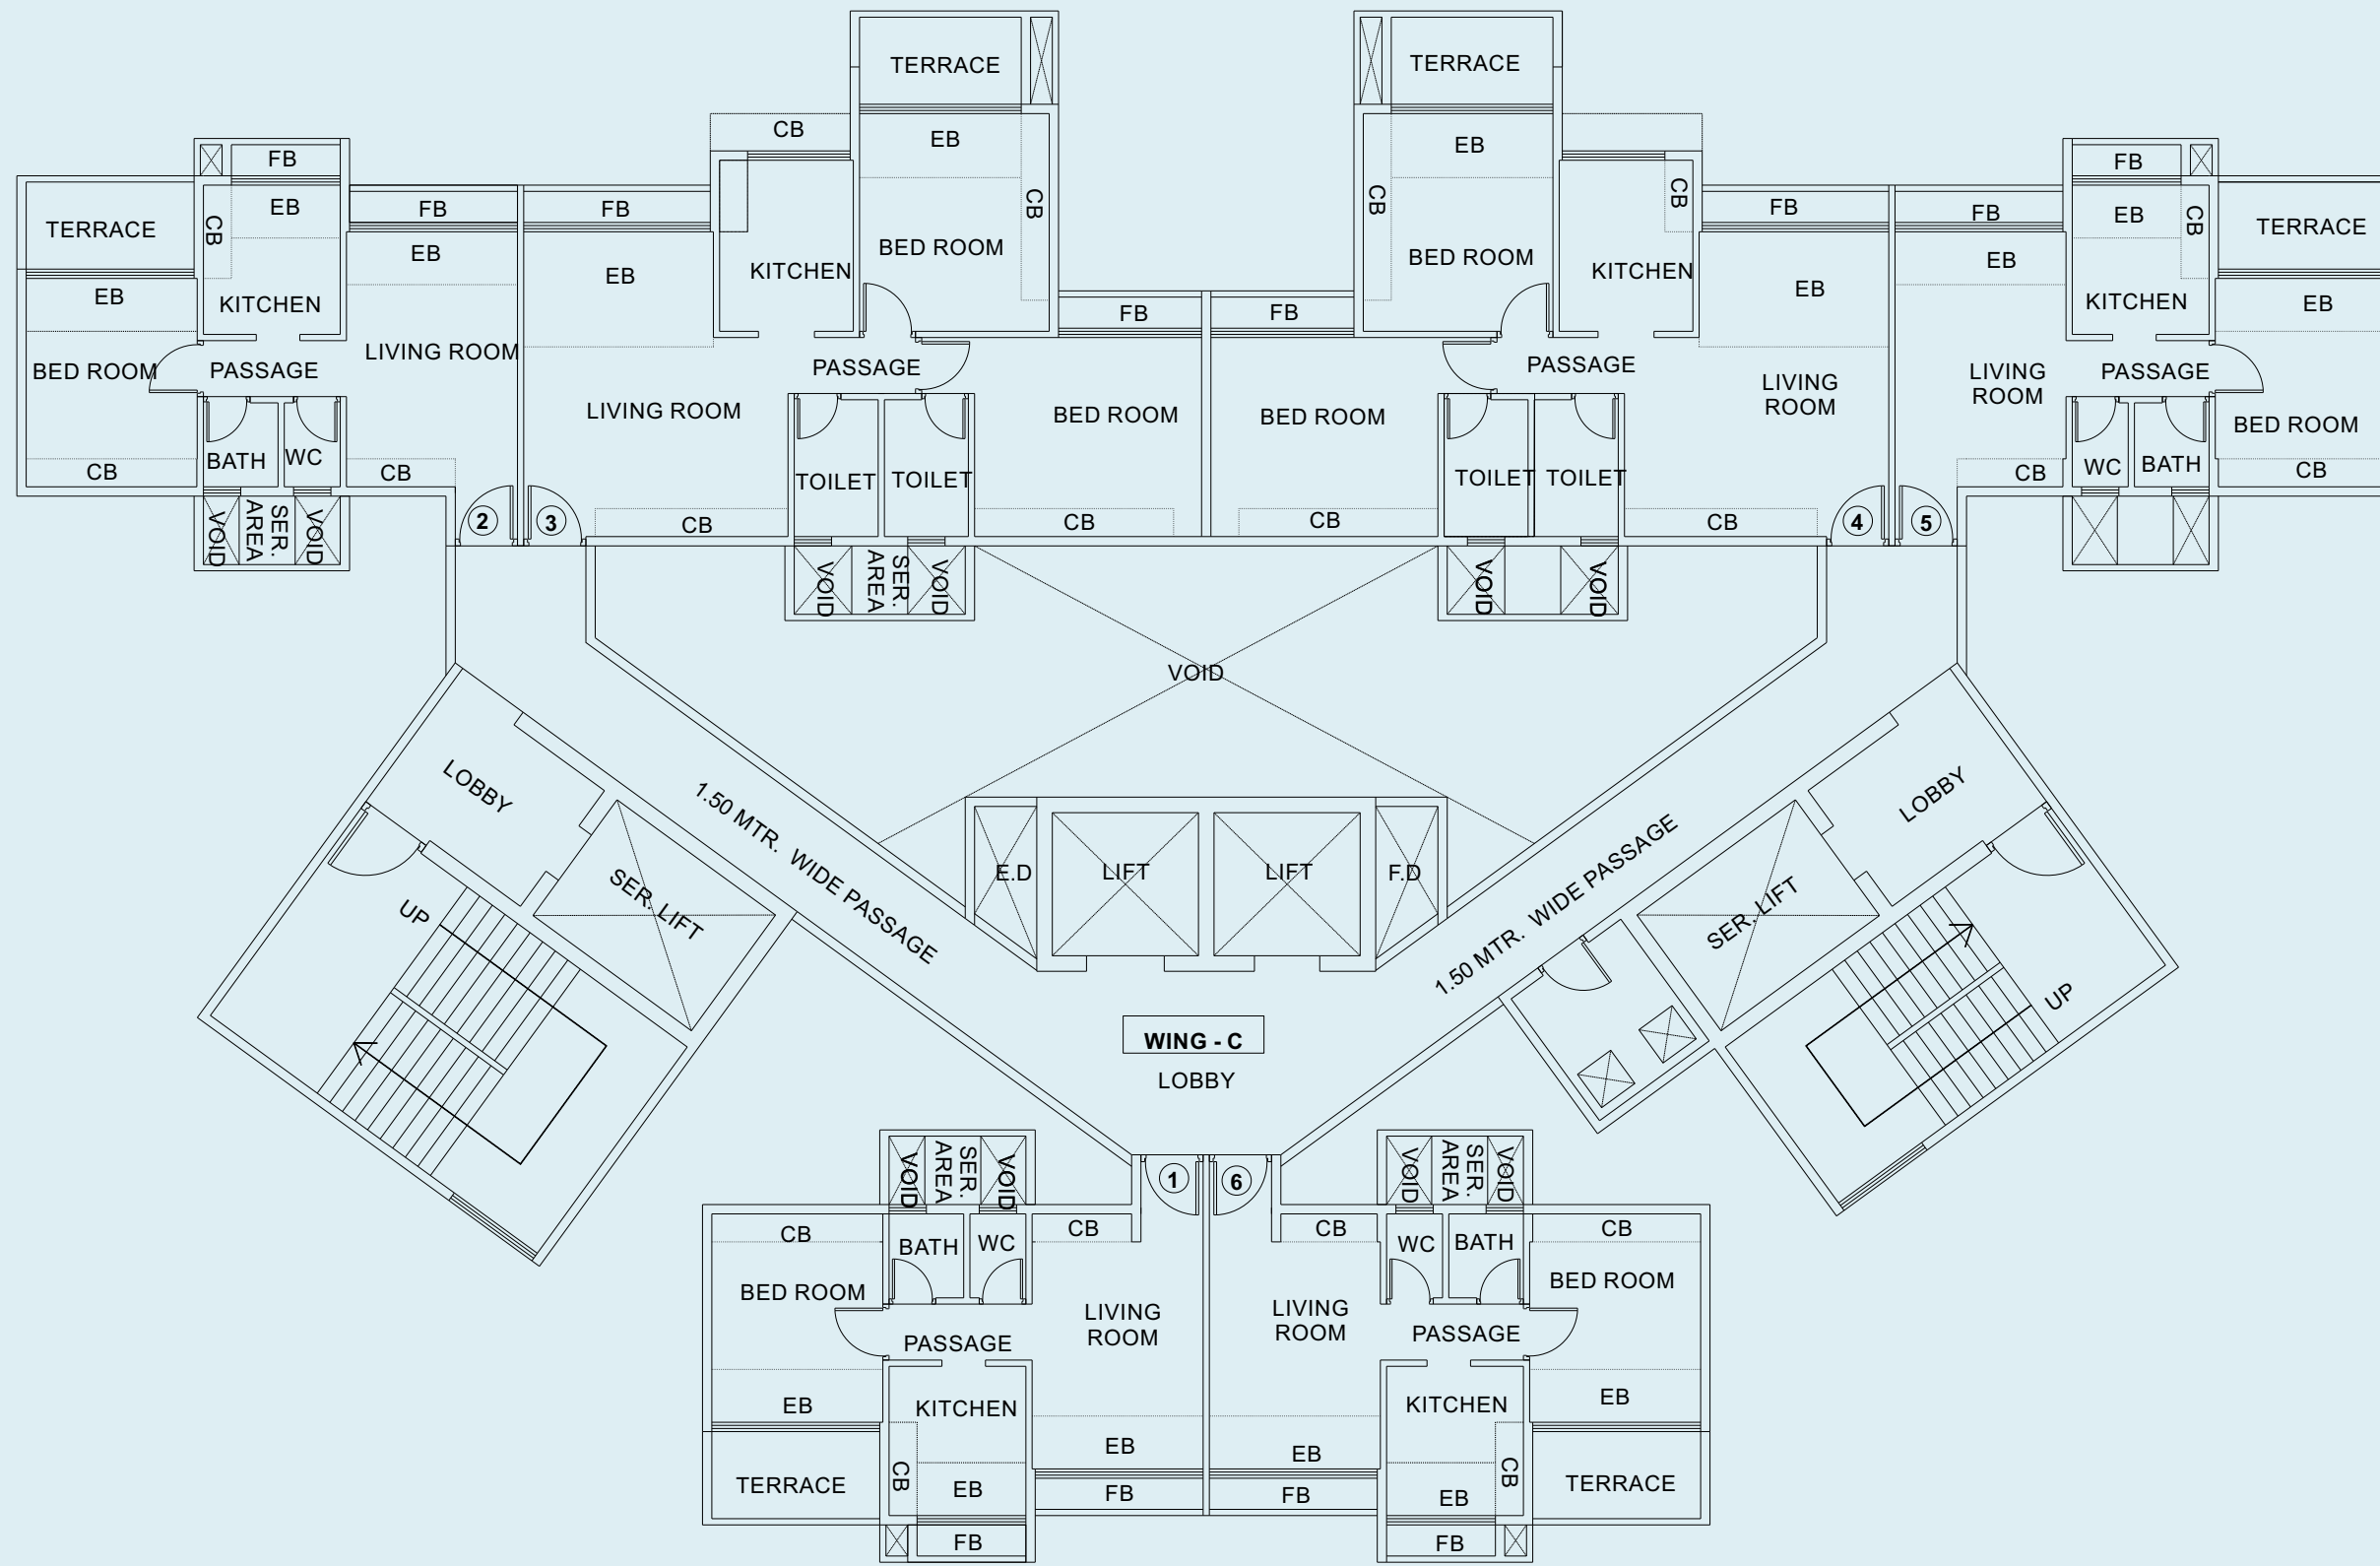 TERRACE
TERRACE
CB
EB
EB
FB
FB
CB
EB
FB
FB
CB
CB
CB
FB
FB
EB
CB
TERRACE
EB
EB
BED ROOM
KITCHEN
BED ROOM
KITCHEN
EB
EB
TERRACE
EB
KITCHEN
FB
FB
KITCHEN
EB
BED ROOM
PASSAGE
LIVING ROOM
PASSAGE
PASSAGE
LIVING
ROOM
LIVING
ROOM
PASSAGE
LIVING ROOM
BED ROOM
BED ROOM
BED ROOM
CB
BATH
WC
CB
TOILET
TOILET
TOILET
TOILET
CB
WC
BATH
CB
VOID
SER.
AREA
VOID
2
3
CB
CB
CB
CB
4
5
VOID
SER.
AREA
VOID
VOID
VOID
VOID
LOBBY
1.50 MTR. WIDE PASSAGE
LOBBY
1.50 MTR. WIDE PASSAGE
E.D
LIFT
LIFT
F.D
SER. LIFT
SER. LIFT
UP
UP
WING - C
LOBBY
VOID
SER.
AREA
VOID
1
6
VOID
SER.
AREA
VOID
CB
BATH
WC
CB
CB
WC
BATH
CB
BED ROOM
LIVING
ROOM
LIVING
ROOM
BED ROOM
PASSAGE
PASSAGE
EB
KITCHEN
KITCHEN
EB
EB
EB
TERRACE
CB
EB
FB
FB
EB
CB
TERRACE
FB
FB